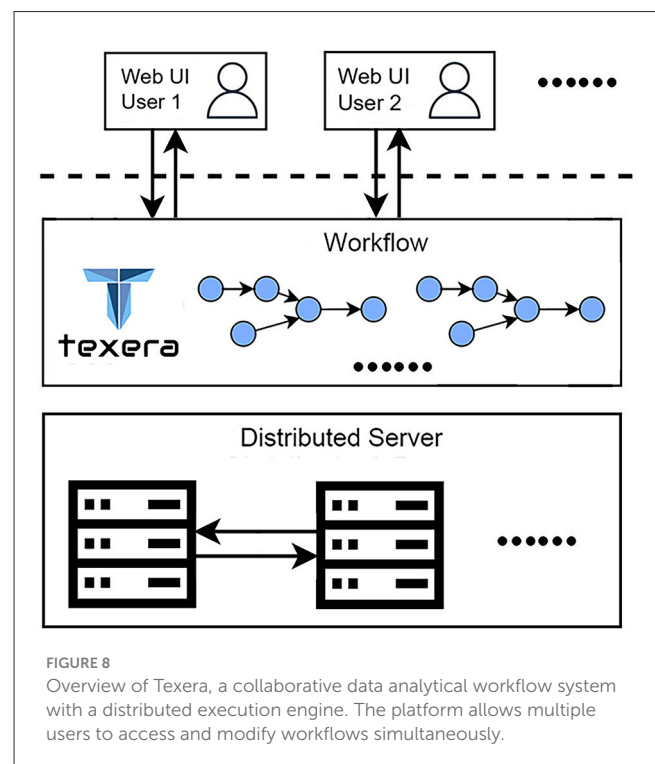 Web UI
User 1
Web UI
User 2
Workflow
texera
Distributed Server
FIGURE 8
Overview of Texera, a collaborative data analytical workflow system
with a distributed execution engine. The platform allows multiple
users to access and modify workflows simultaneously.